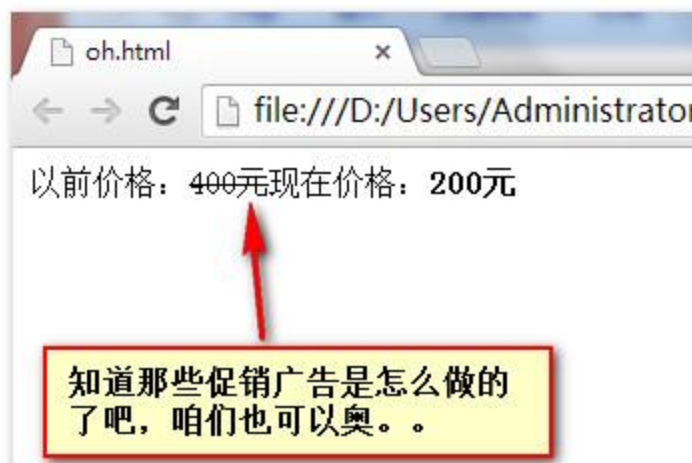 oh.html
file:///D:/Users/Administrator
以前价格：400元现在价格：200元
知道那些促销广告是怎么做的
了吧，咱们也可以奥。。